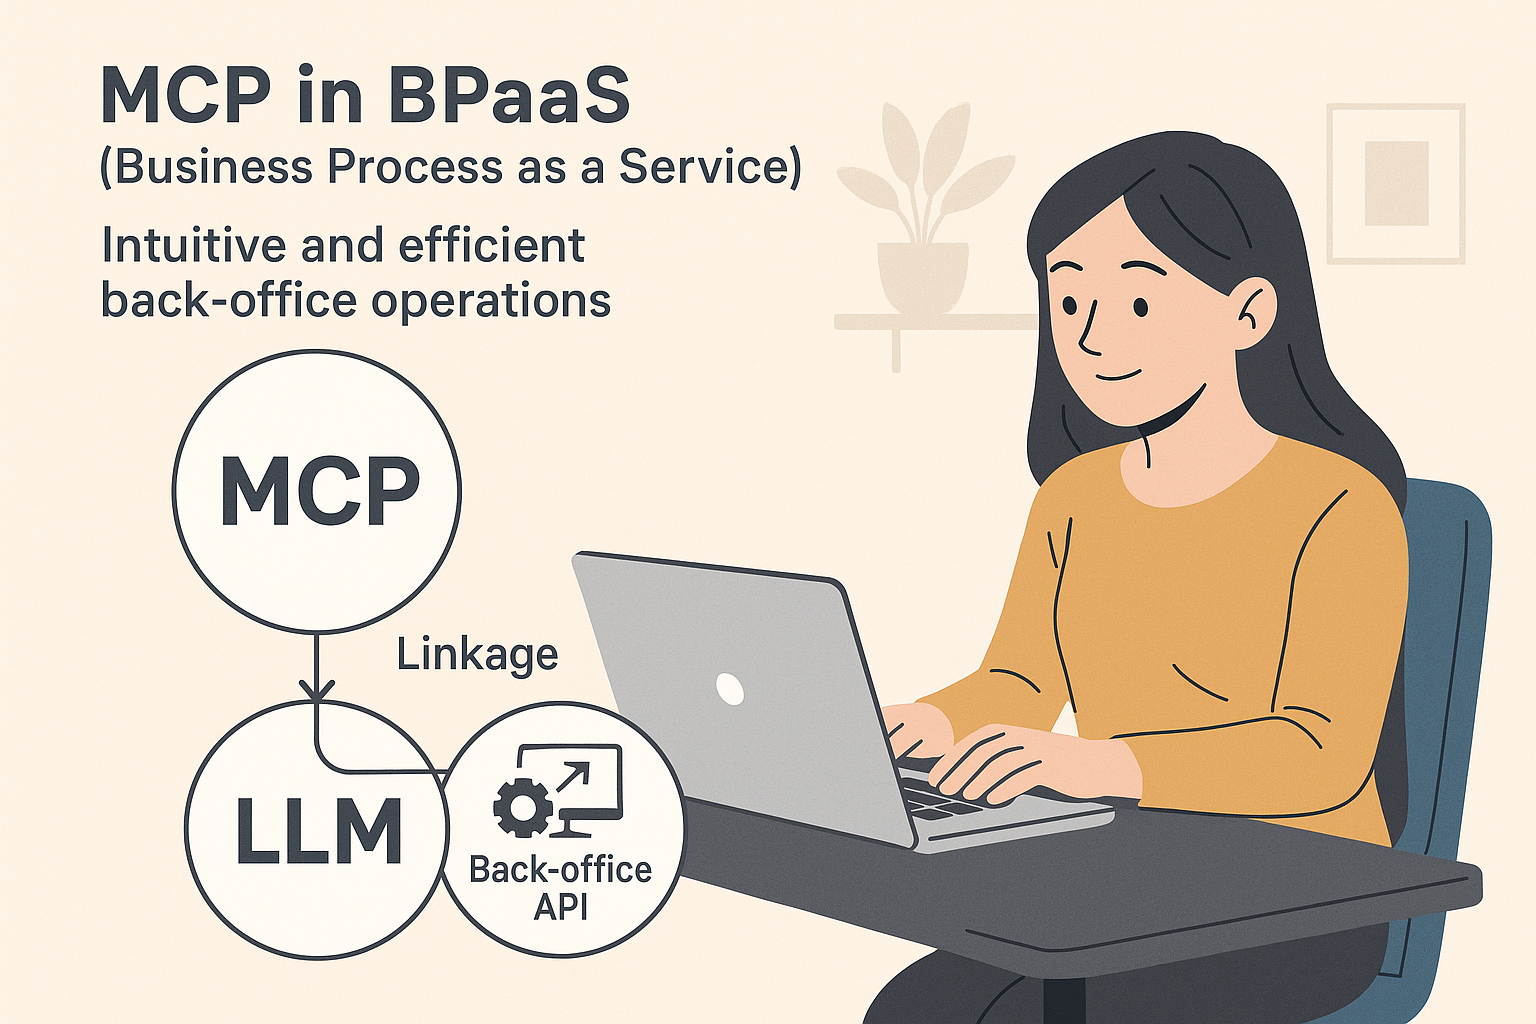 MCP in BPaaS
(Business Process as a Service)
Intuitive and efficient
back-office operations
MCP
Linkage
LLM
Back-office
API